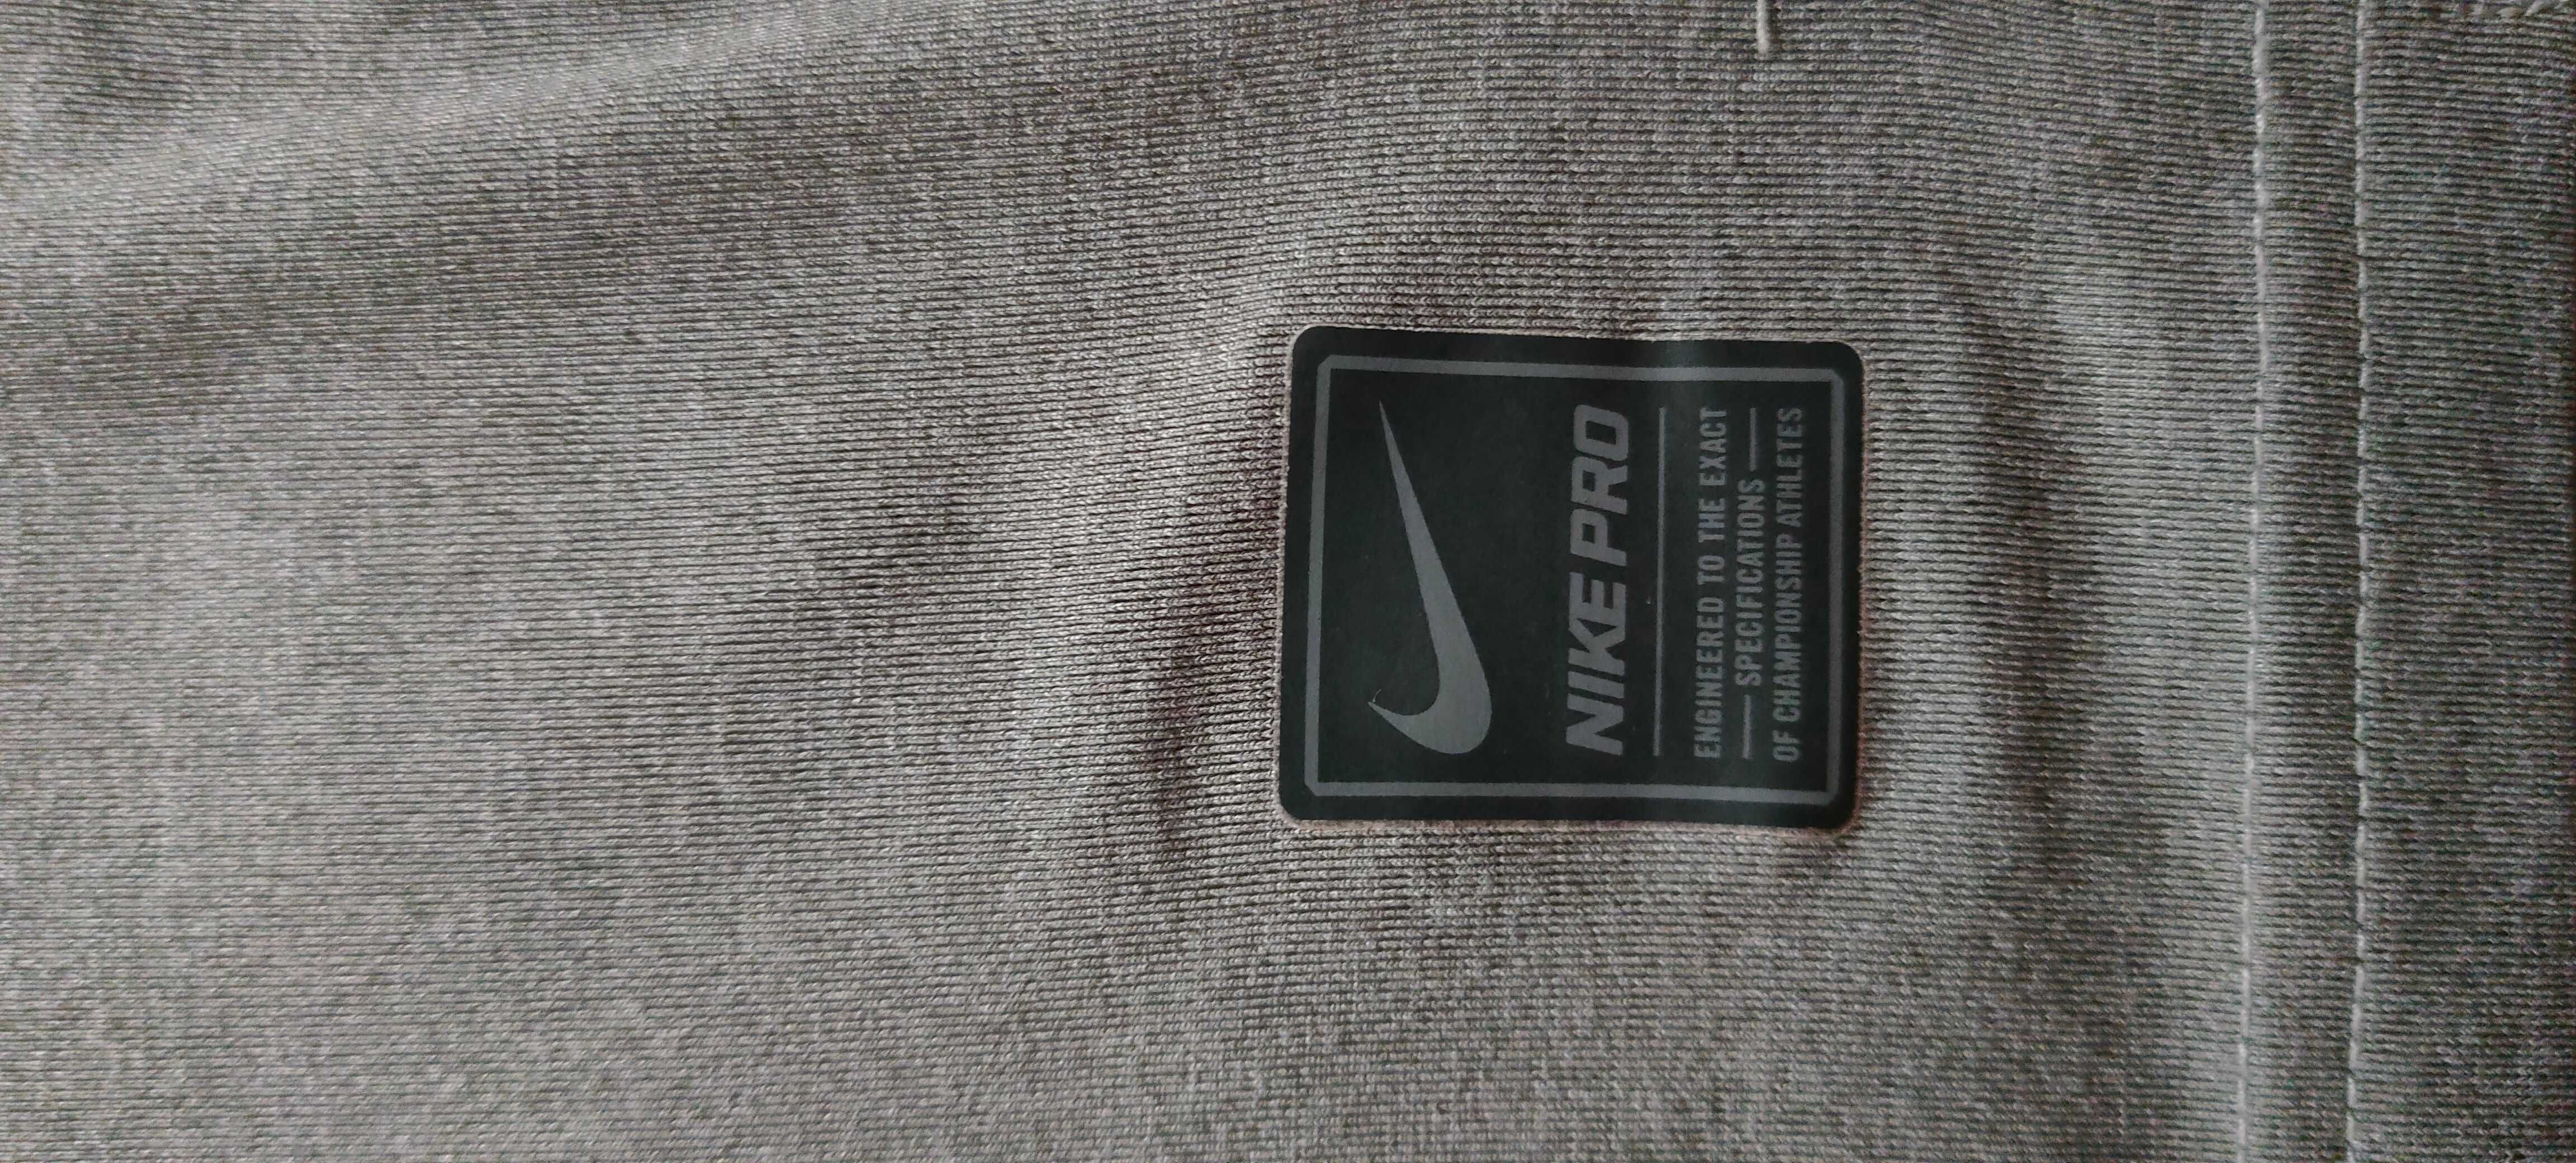 NIKE PRO
ENGINEERED TO THE EXACT
SPECIFICATIONS
OF CHAMPIONSHIP ATHLETES